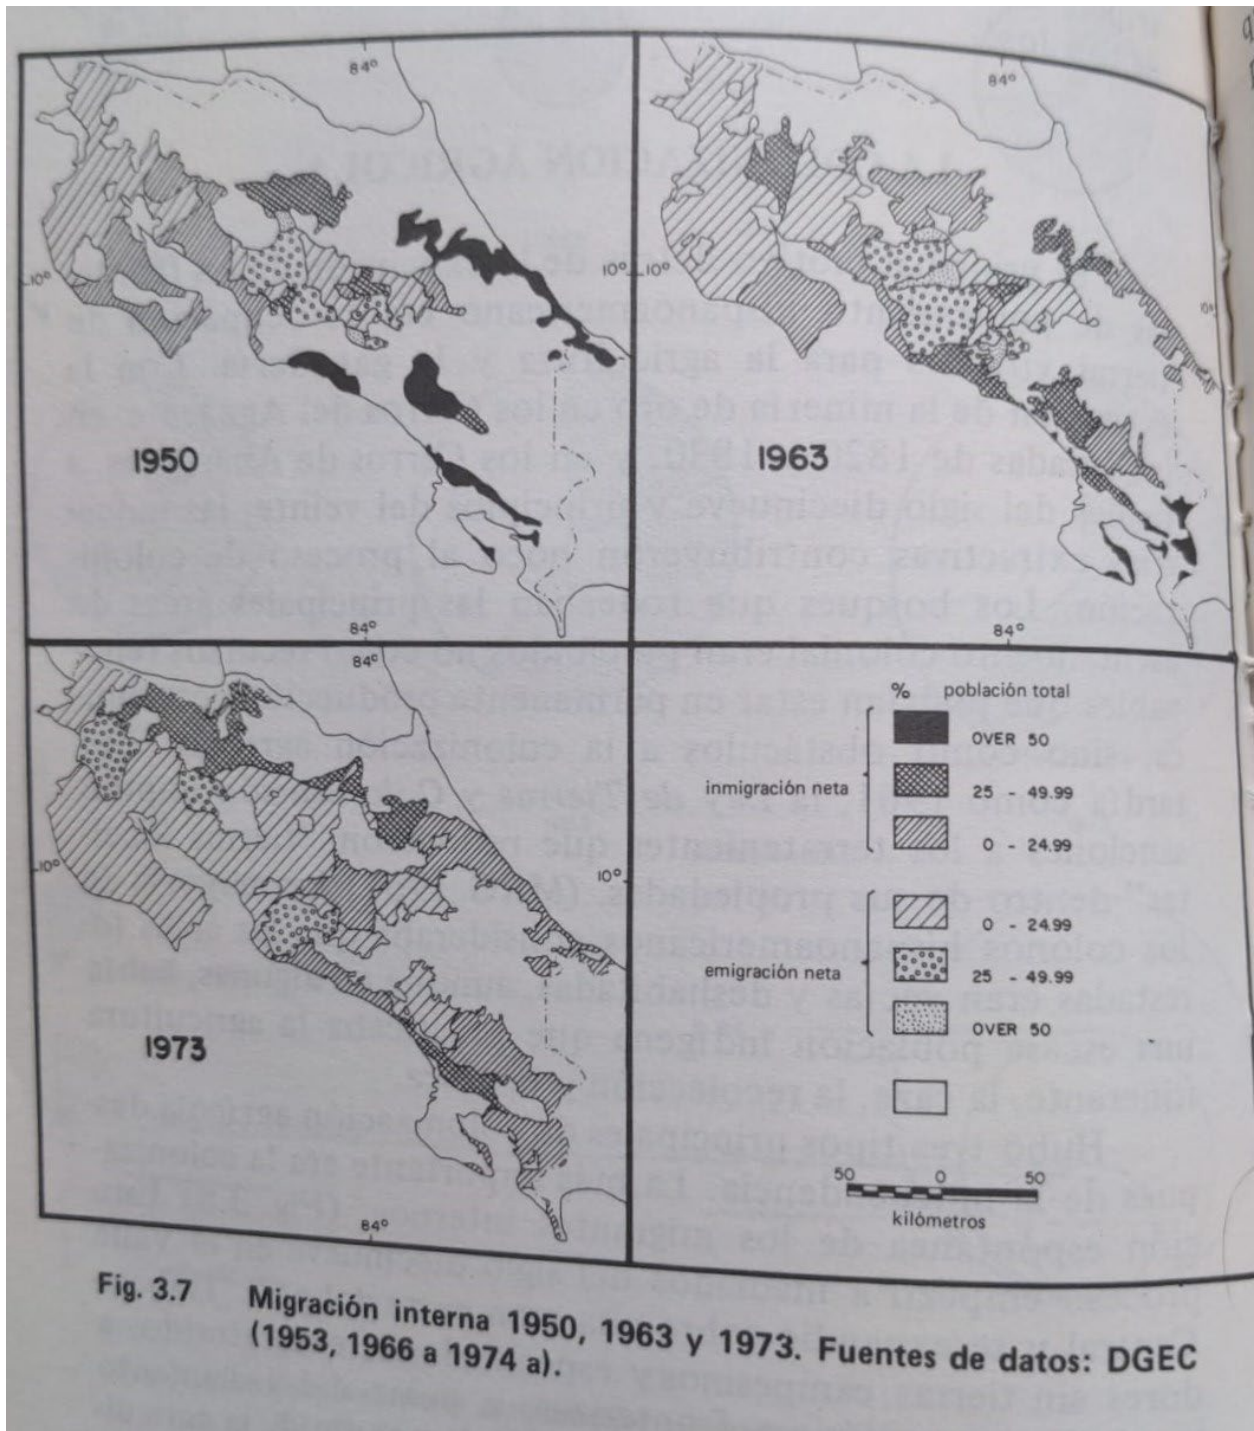 84°
10°
10°
1950
84°
84°
10°
1963
84°
84°
10°
10°
1973
84°
% población total
inmigración neta
OVER 50
25 - 49.99
0 - 24.99
emigración neta
0 - 24.99
25 - 49.99
OVER 50
50 0 50
kilómetros
Fig. 3.7 Migración interna 1950, 1963 y 1973. Fuentes de datos: DGEC
(1953, 1966 a 1974 a).